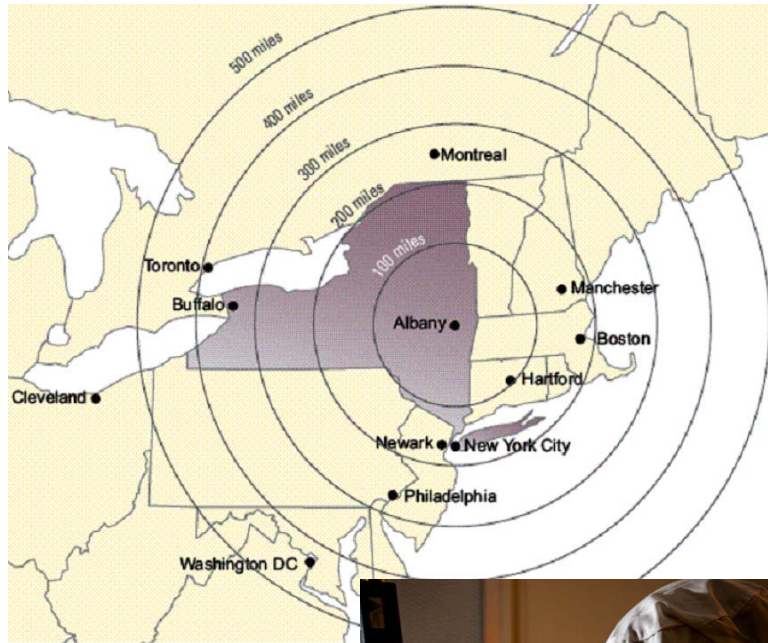 500 miles
400 miles
300 miles
200 miles
100 miles
Montreal
Toronto
Buffalo
Manchester
Albany
Boston
Hartford
Cleveland
Newark
New York City
Philadelphia
Washington DC